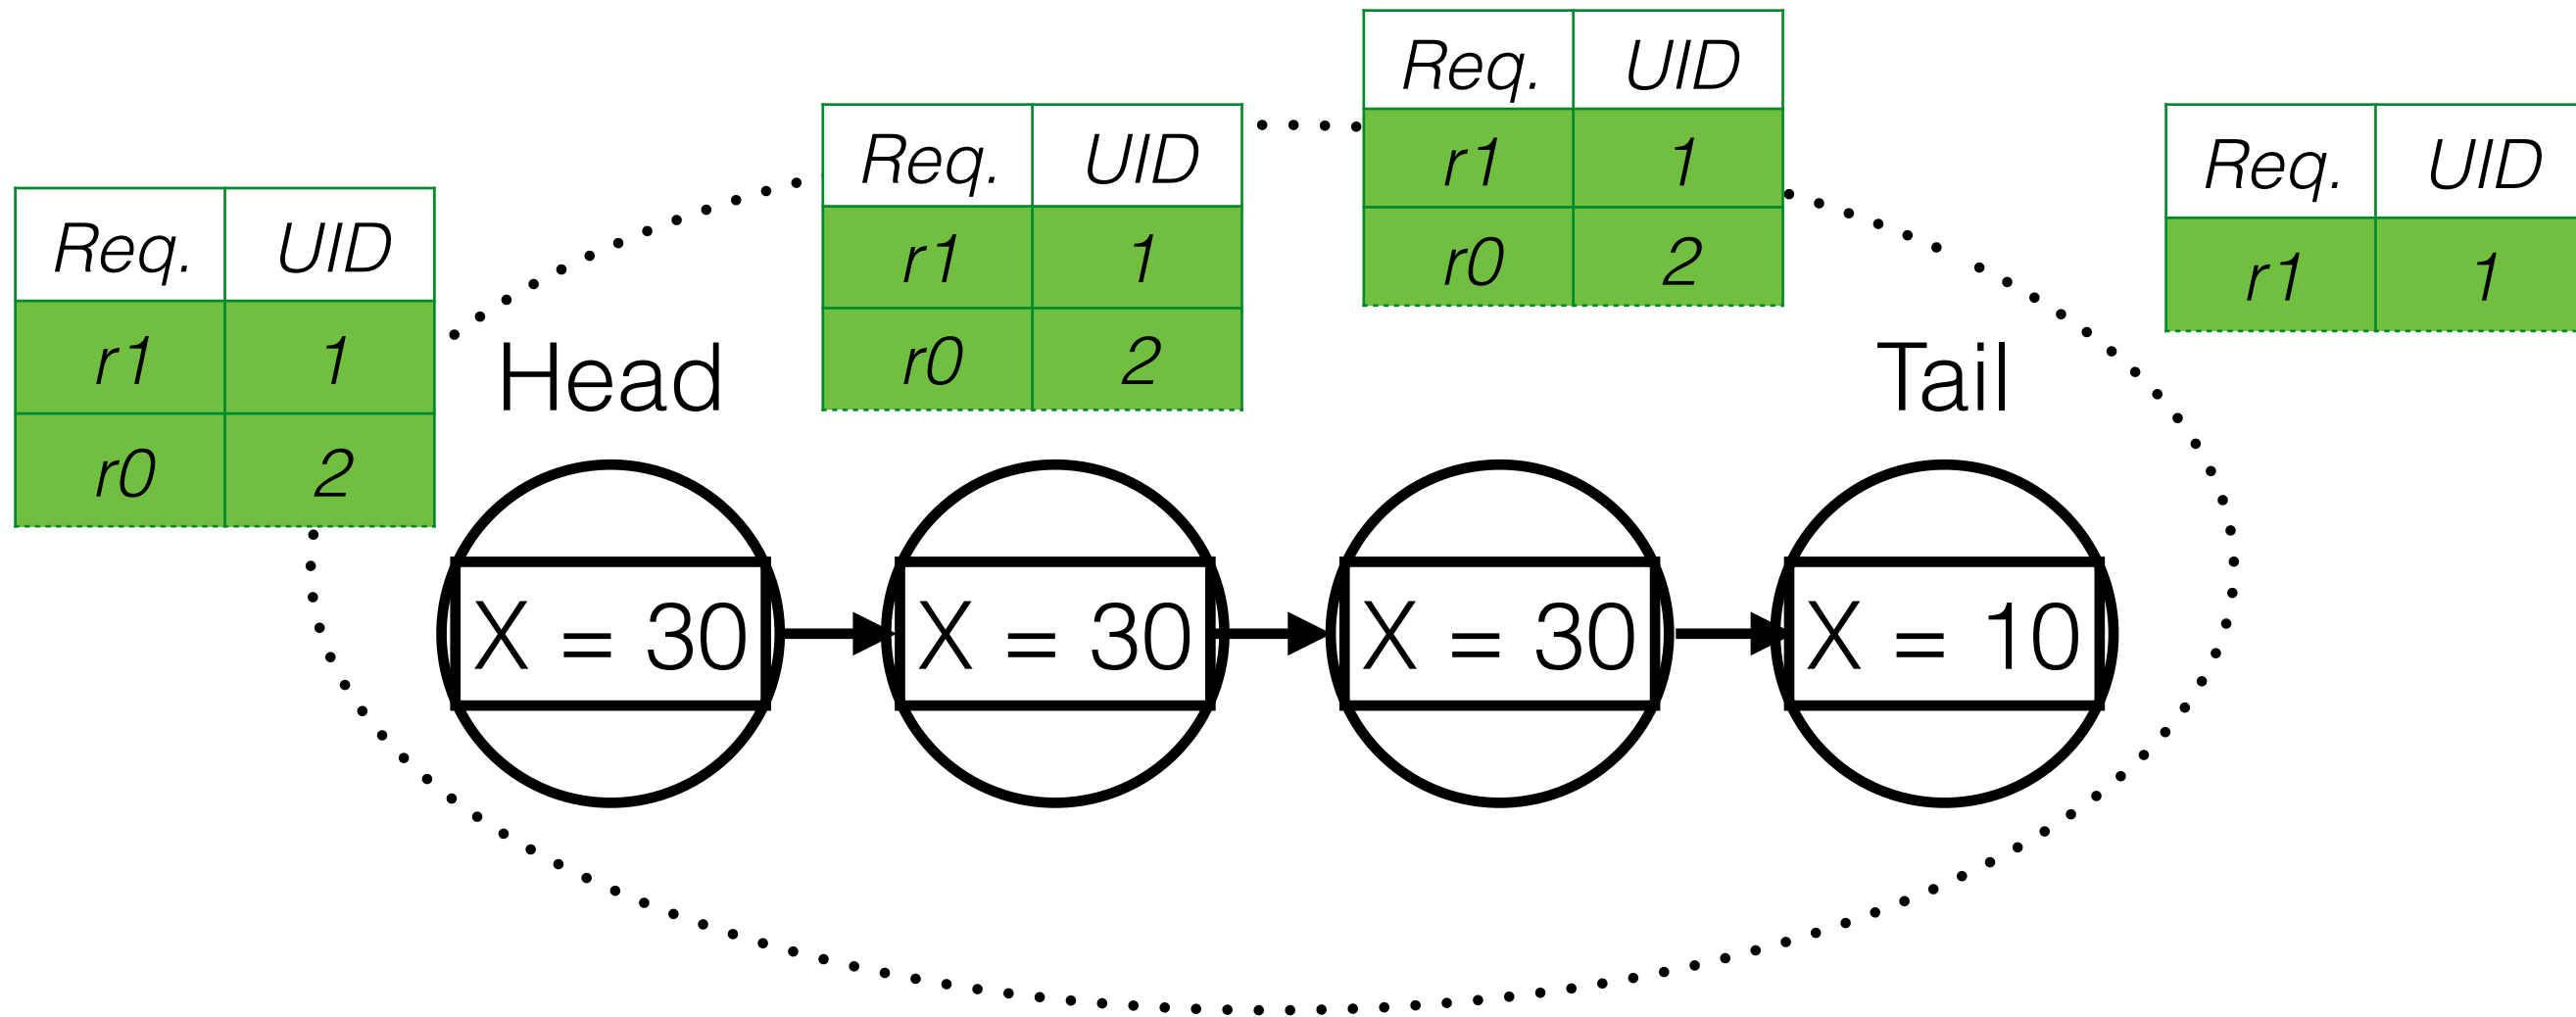 Req. UID
r1 1
r0 2
Req. UID
r1 1
r0 2
Req. UID
r1 1
r0 2
Req. UID
r1 1
Head
Tail
X = 30
X = 30
X = 30
X = 10